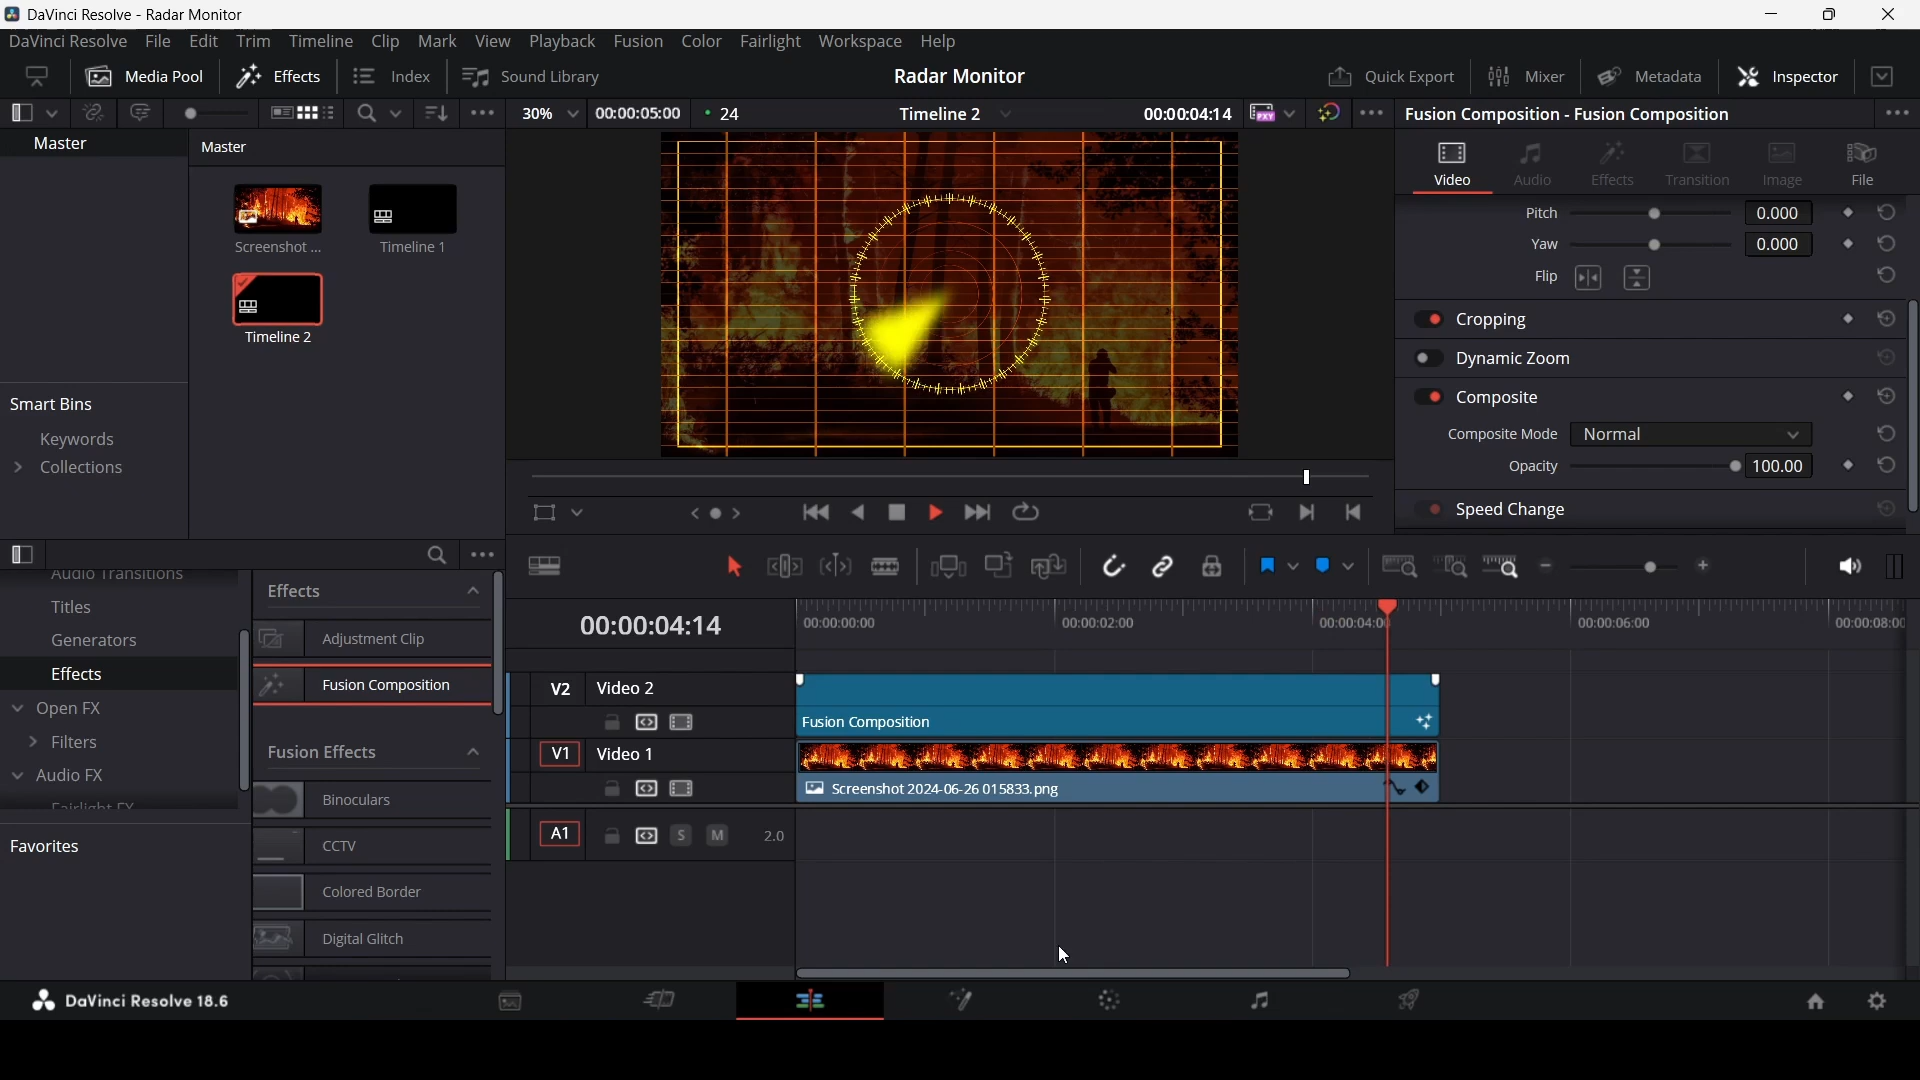 DaVinci Resolve - Radar Monitor
DaVinci Resolve File Edit Trim Timeline Clip Mark View Playback Fusion Color Fairlight Workspace Help
Media Pool Effects Index Sound Library Radar Monitor Quick Export Mixer Metadata Inspector
30% 00:00:05:00 24 Timeline 2 00:00:04:14 PXY Fusion Composition - Fusion Composition
Master
Master
Video Audio Effects Transition Image File
Screenshot ... Timeline 1
Timeline 2
Pitch 0.000
Yaw 0.000
Flip
Cropping
Dynamic Zoom
Composite
Composite Mode Normal
Opacity 100.00
Speed Change
Smart Bins
Keywords
Collections
Audio Transitions
Titles
Generators
Effects
Open FX
Filters
Audio FX
Fairlight FX
Favorites
Effects
Adjustment Clip
Fusion Composition
Fusion Effects
Binoculars
CCTV
Colored Border
Digital Glitch
00:00:04:14
00:00:00:00 00:00:02:00 00:00:04:0 00:00:06:00 00:00:08:00
V2 Video 2
Fusion Composition
V1 Video 1
Screenshot 2024-06-26 015833.png
A1 S M 2.0
DaVinci Resolve 18.6